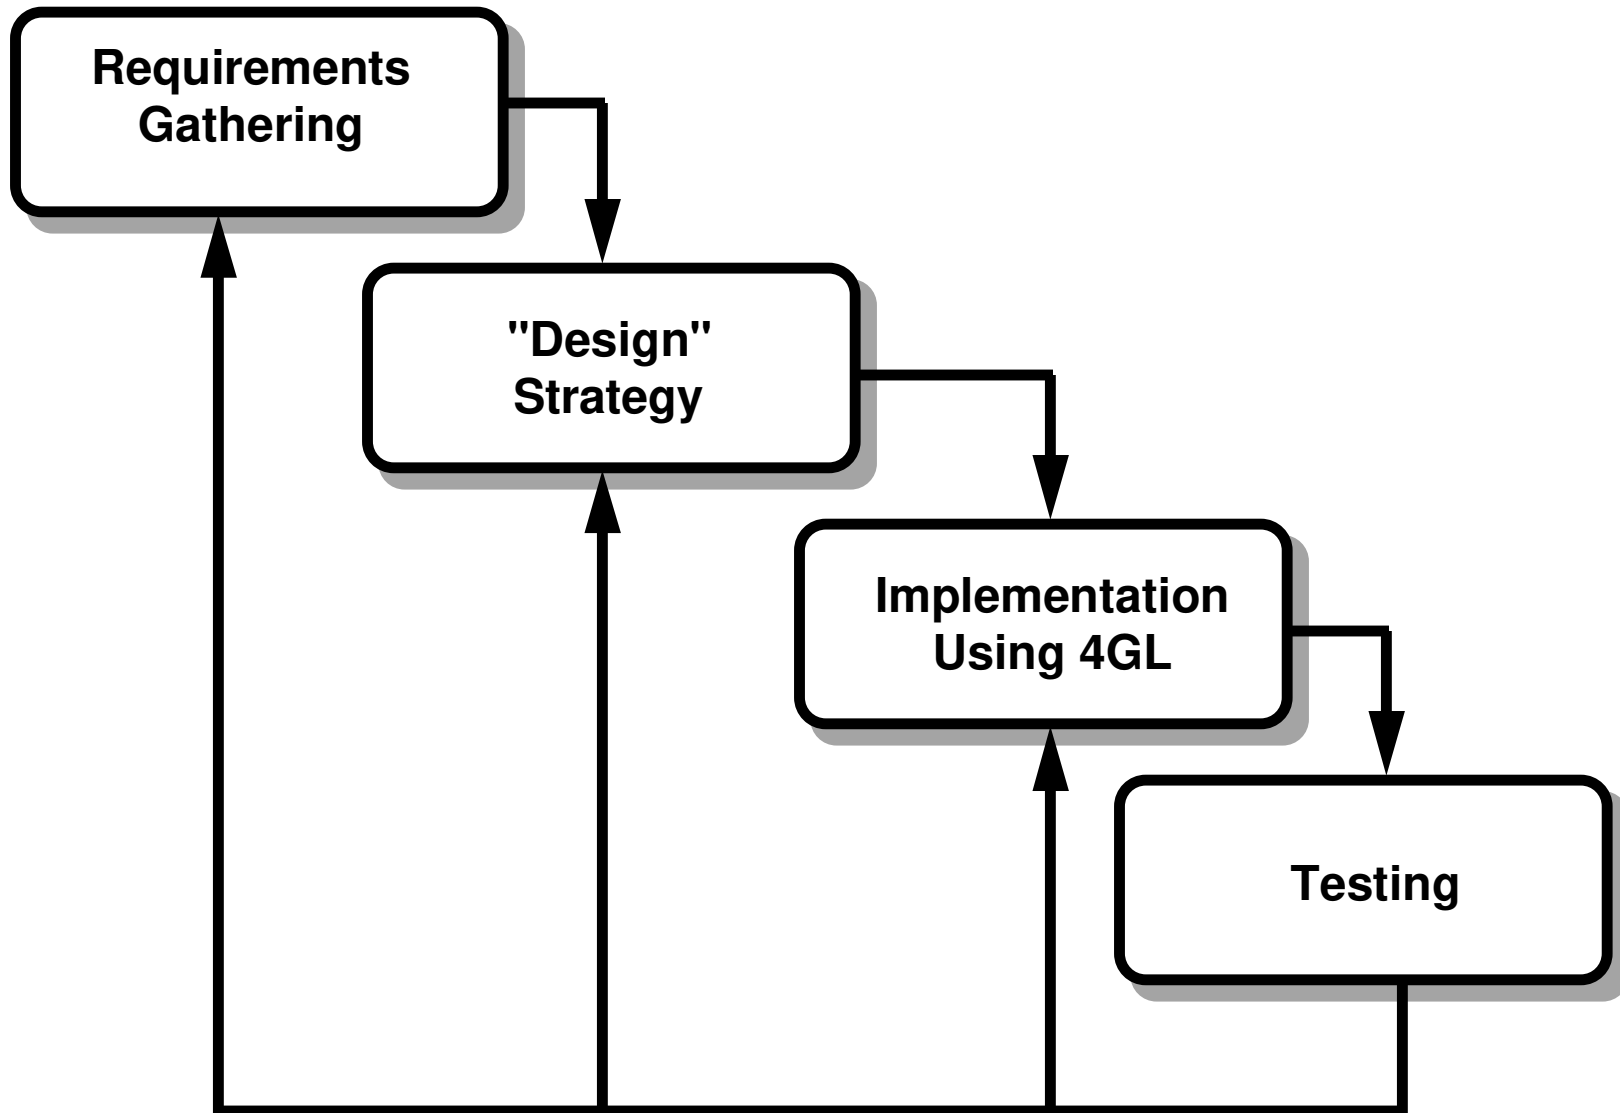 Requirements
Gathering
"Design"
Strategy
Implementation
Using 4GL
Testing